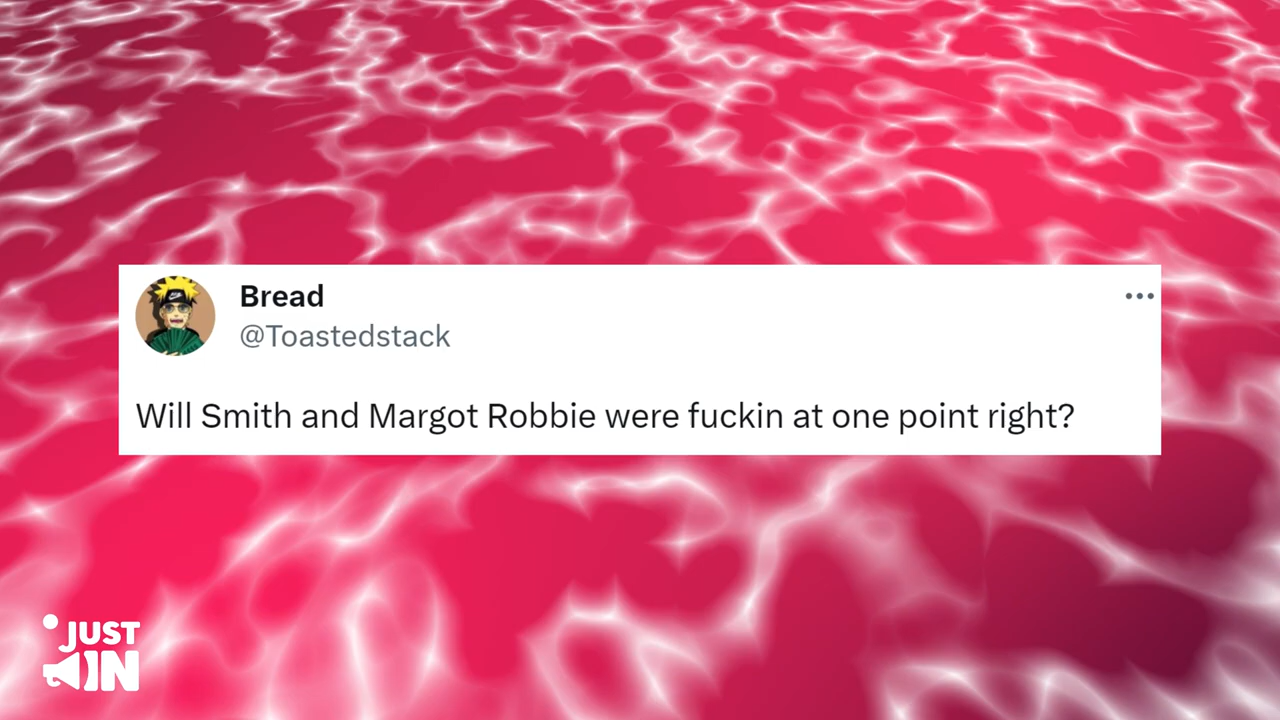 Bread
@Toastedstack
Will Smith and Margot Robbie were fuckin at one point right?
JUST
IN